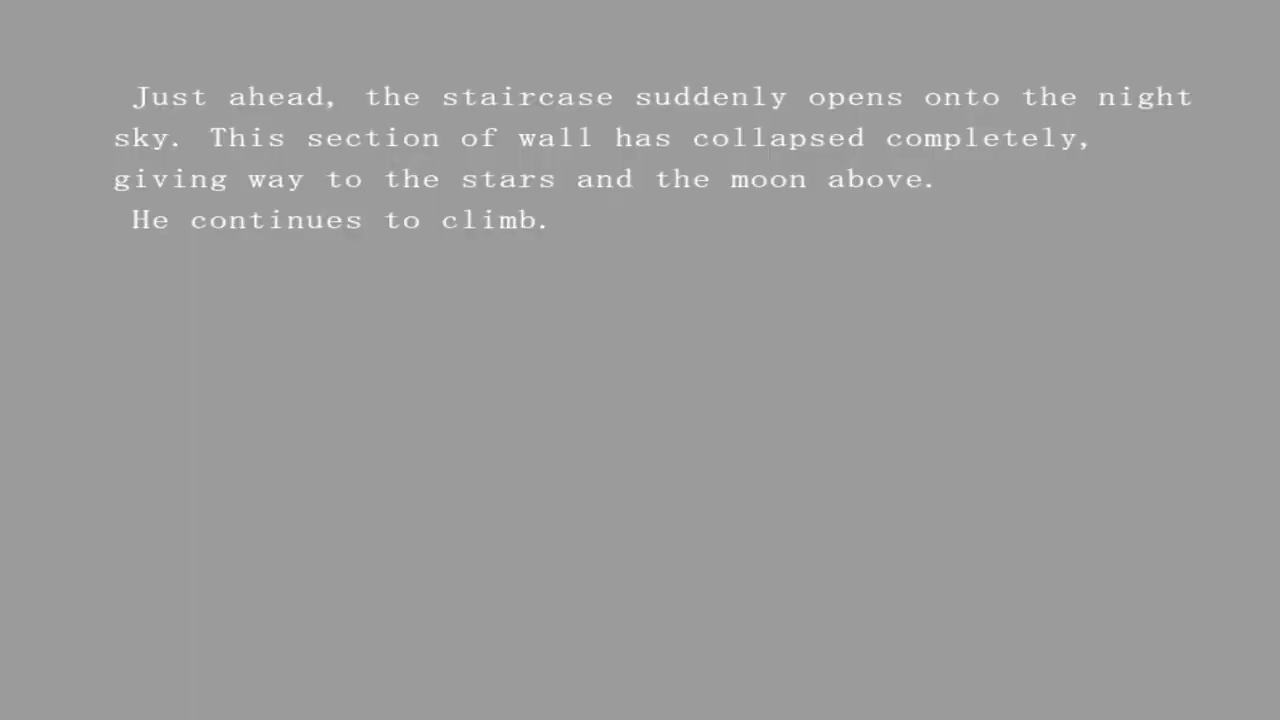 Just ahead, the staircase suddenly opens onto the night
sky. This section of wall has collapsed completely,
giving way to the stars and the moon above.
He continues to climb.